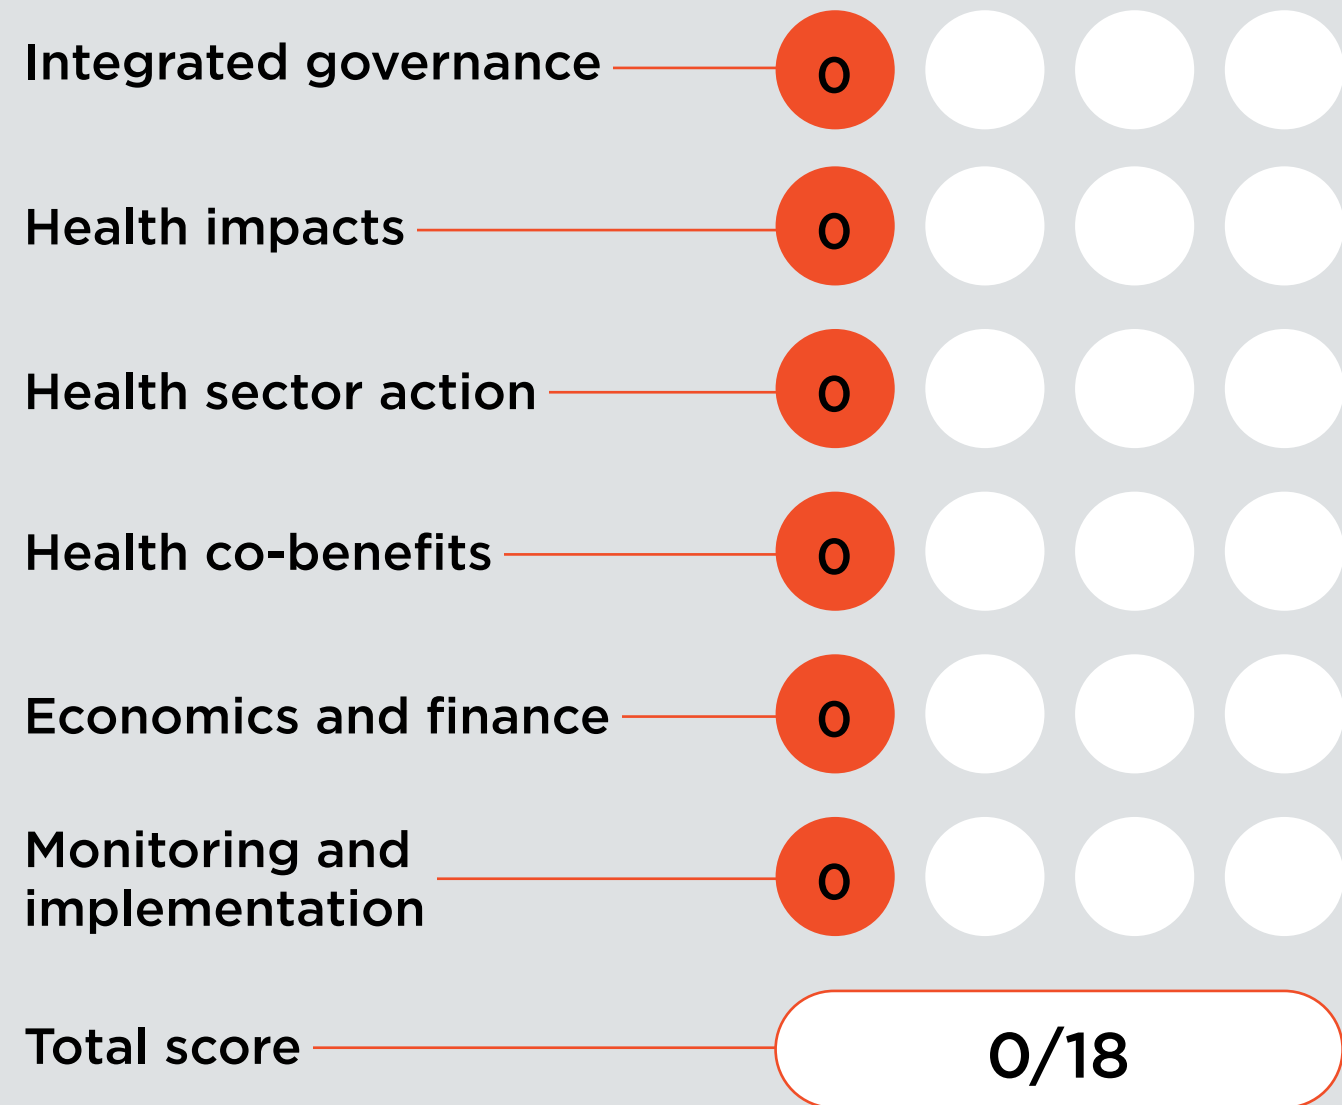 Integrated governance 0
Health impacts 0
Health sector action 0
Health co-benefits 0
Economics and finance 0
Monitoring and
implementation 0
Total score 0/18